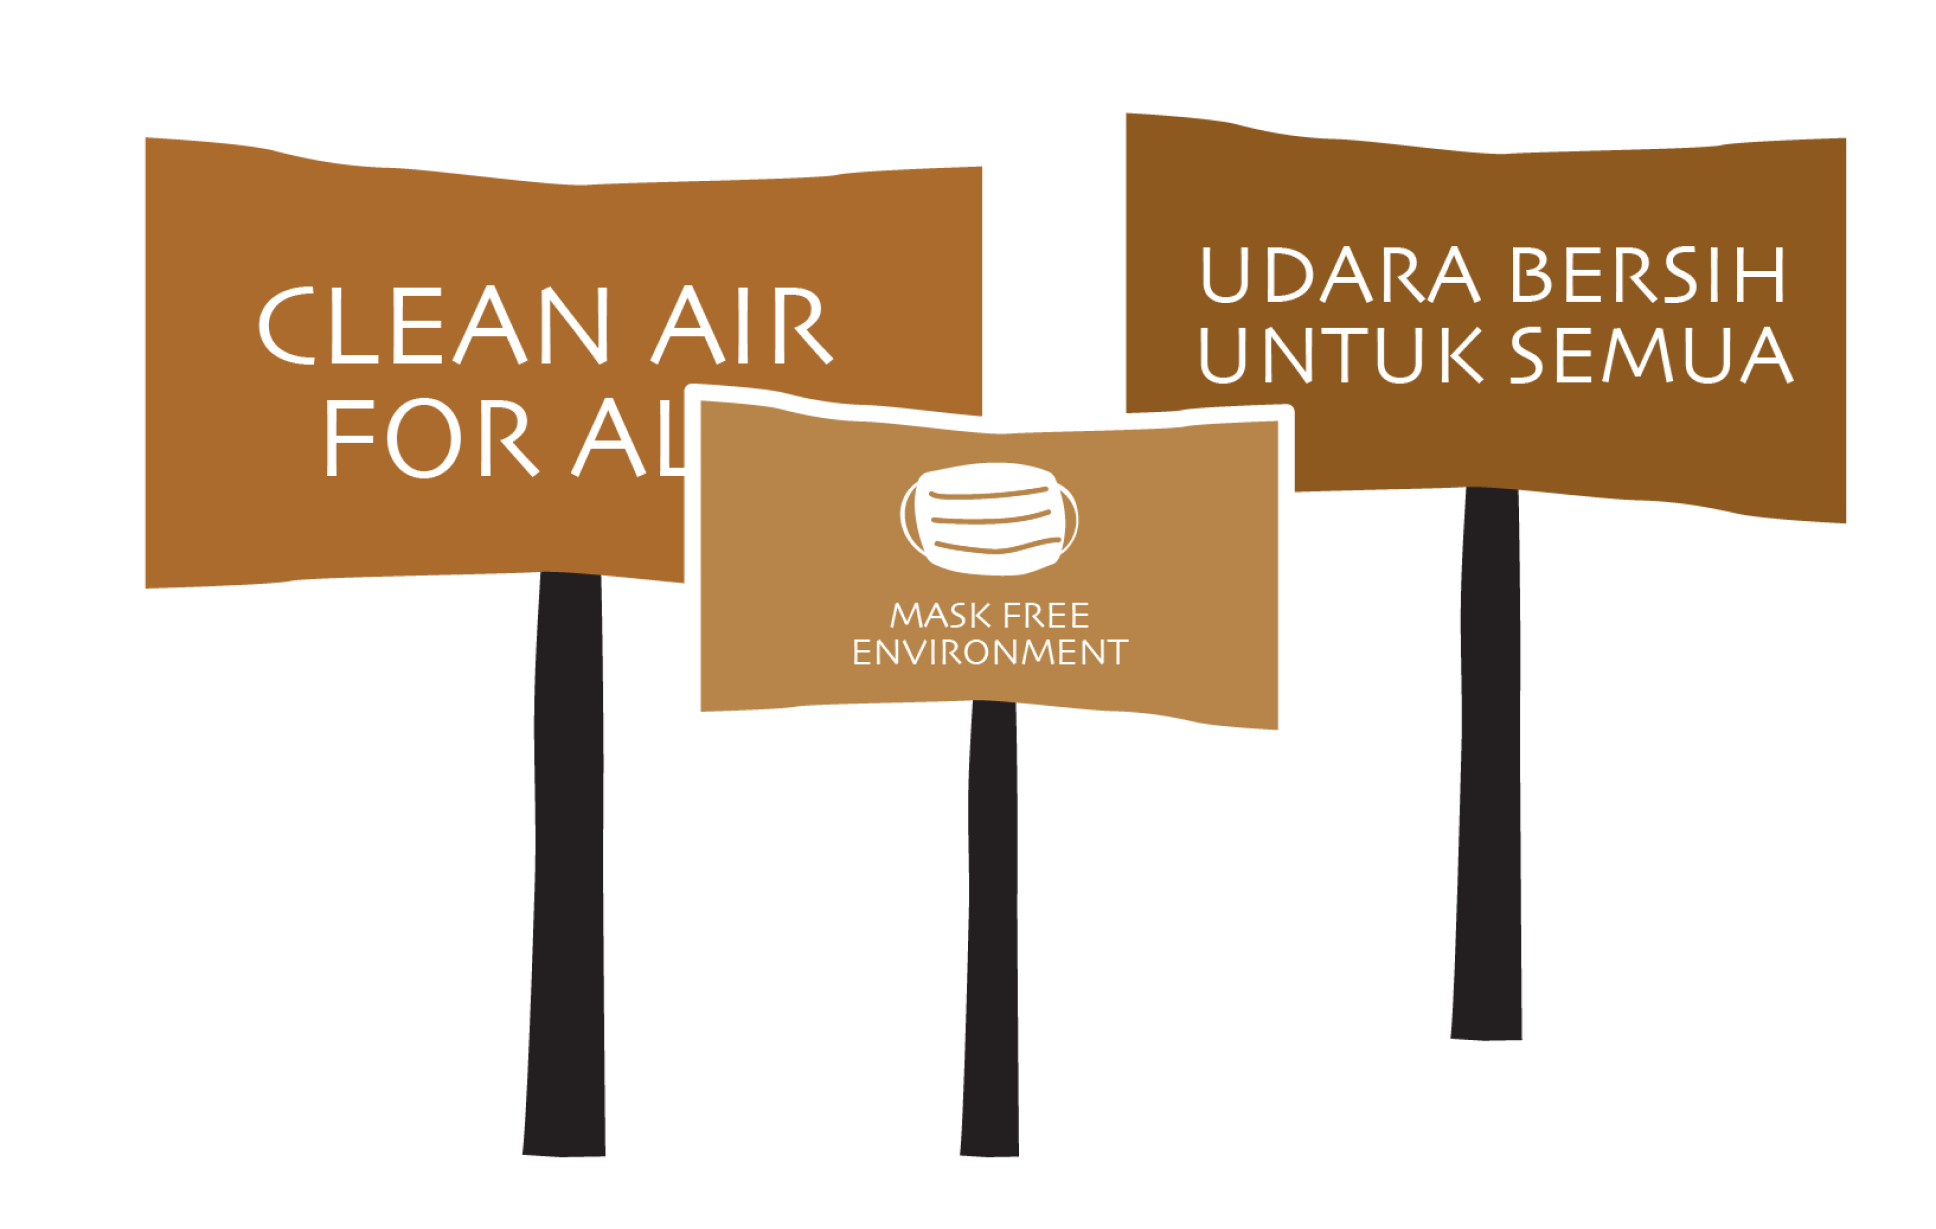 CLEAN AIR
FOR AL
MASK FREE
ENVIRONMENT
UDARA BERSIH
UNTUK SEMUA